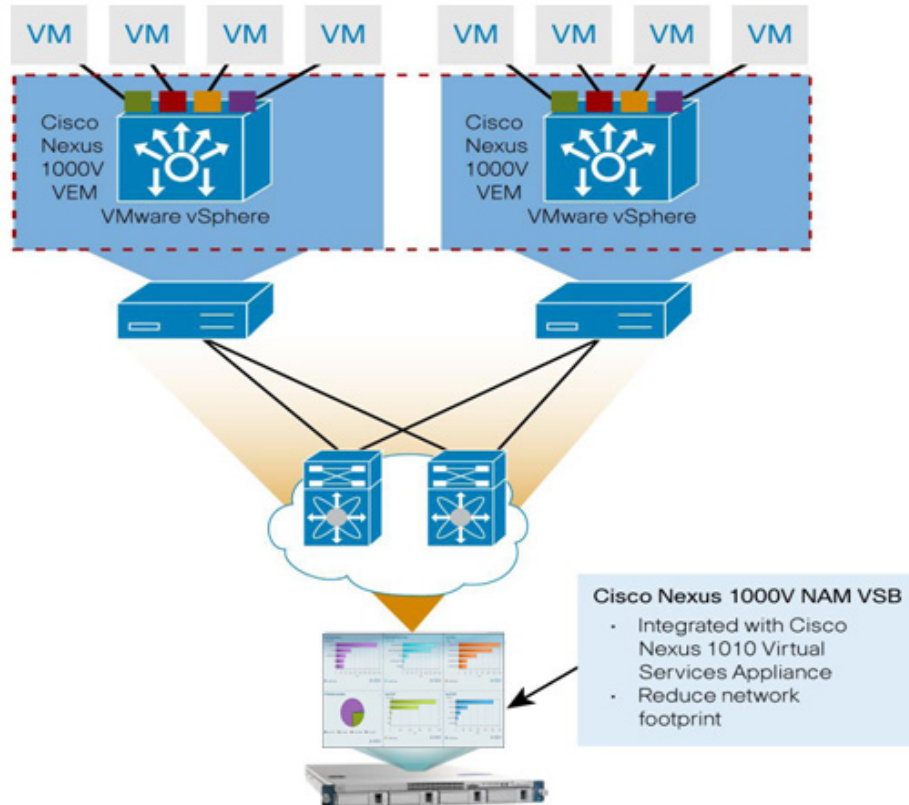 VM VM VM VM VM VM VM VM
Cisco
Nexus
1000V
VEM
VMware vSphere
Cisco
Nexus
1000V
VEM
VMware vSphere
Cisco Nexus 1000V NAM VSB
• Integrated with Cisco
Nexus 1010 Virtual
Services Appliance
• Reduce network
footprint